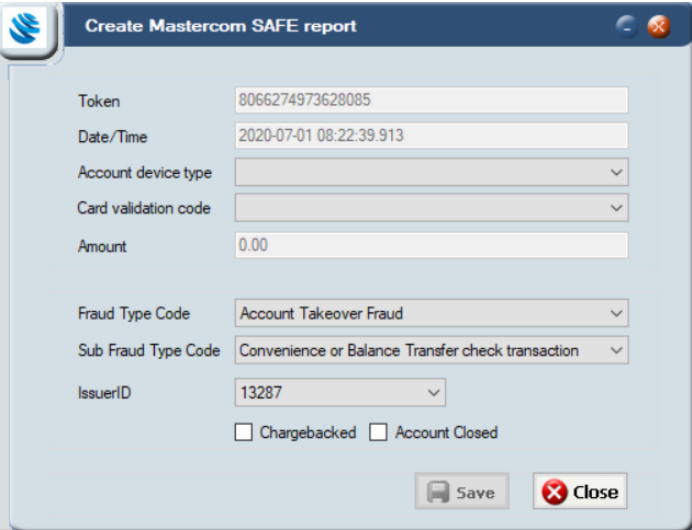 Create Mastercom SAFE report
Token 8066274973628085
Date/Time 2020-07-01 08:22:39.913
Account device type
Card validation code
Amount 0.00
Fraud Type Code Account Takeover Fraud
Sub Fraud Type Code Convenience or Balance Transfer check transaction
IssuerID 13287
Chargebacked Account Closed
Save Close